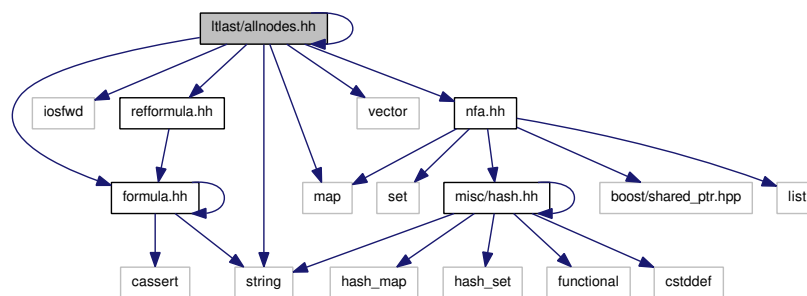 ltlast/allnodes.hh
iosfwd
refformula.hh
vector
nfa.hh
formula.hh
map
set
misc/hash.hh
boost/shared_ptr.hpp
list
cassert
string
hash_map
hash_set
functional
cstddef